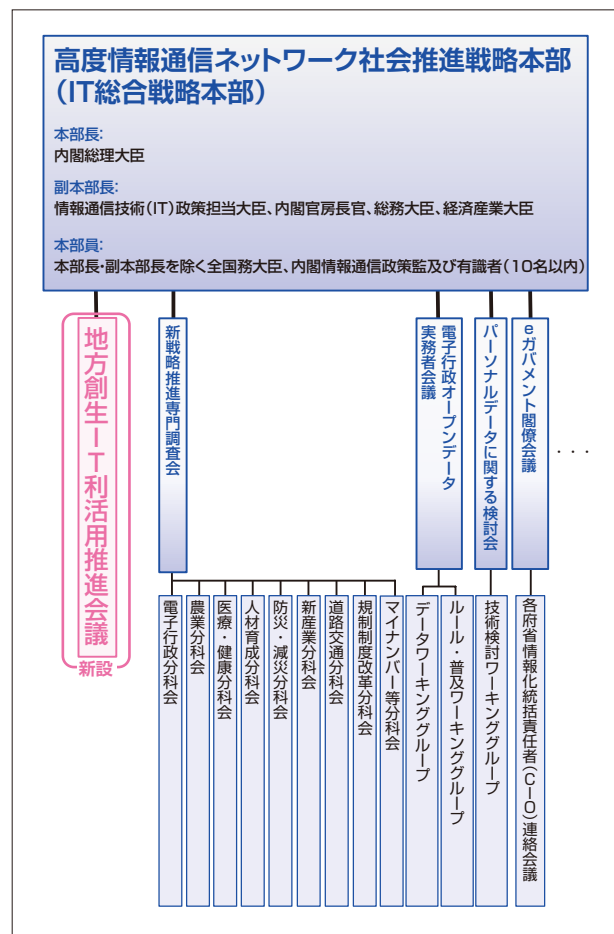 高度情報通信ネットワーク社会推進戦略本部
（IT総合戦略本部）
本部長:
内閣総理大臣
副本部長:
情報通信技術（IT）政策担当大臣、内閣官房長官、総務大臣、経済産業大臣
本部員:
本部長・副本部長を除く全国務大臣、内閣情報通信政策監及び有識者（10名以内）
地方創生IT利活用推進会議
新設
新戦略推進専門調査会
電子行政オープンデータ
実務者会議
パーソナルデータに関する検討会
eガバメント閣僚会議
・・・
電子行政分科会
農業分科会
医療・健康分科会
人材育成分科会
防災・減災分科会
新産業分科会
道路交通分科会
規制制度改革分科会
マイナンバー等分科会
データワーキンググループ
ルール・普及ワーキンググループ
技術検討ワーキンググループ
各府省情報化統括責任者（CIO）連絡会議